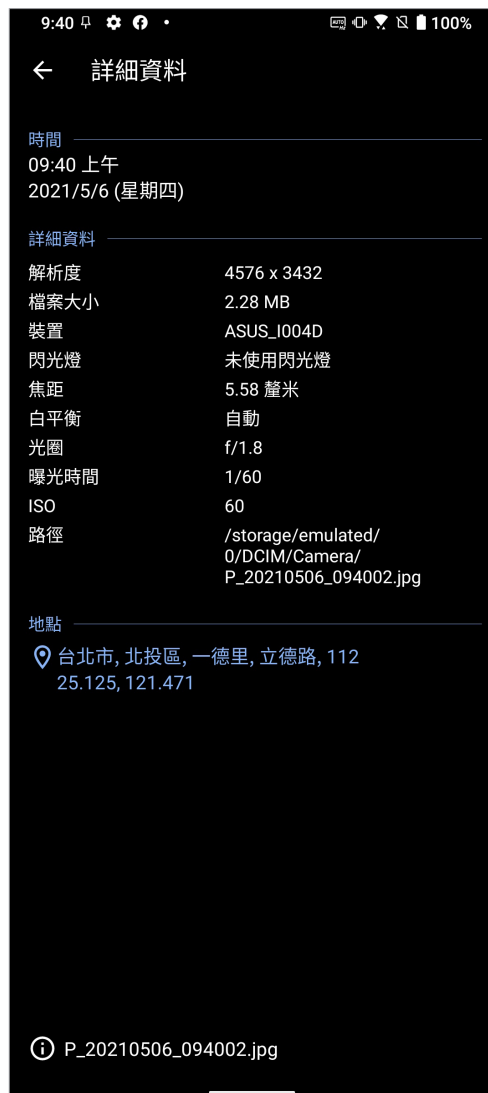 9:40 100%
詳細資料
時間
09:40 上午
2021/5/6 (星期四)
詳細資料
解析度 4576 x 3432
檔案大小 2.28 MB
裝置 ASUS_I004D
閃光燈 未使用閃光燈
焦距 5.58 釐米
白平衡 自動
光圈 f/1.8
曝光時間 1/60
ISO 60
路徑 /storage/emulated/
0/DCIM/Camera/
P_20210506_094002.jpg
地點
台北市, 北投區, 一德里, 立德路, 112
25.125, 121.471
P_20210506_094002.jpg